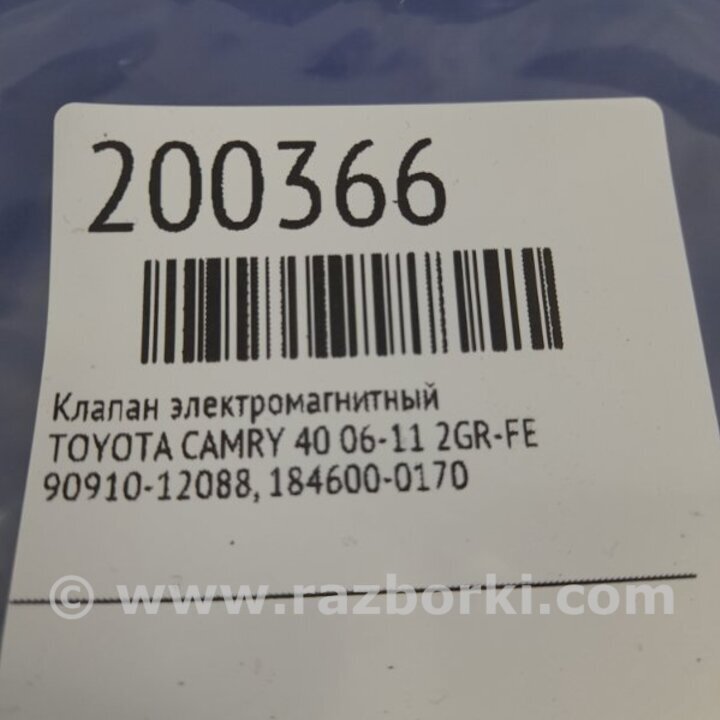 200366
Клапан электромагнитный
TOYOTA CAMRY 40 06-11 2GR-FE
90910-12088, 184600-0170
© www.razborki.com